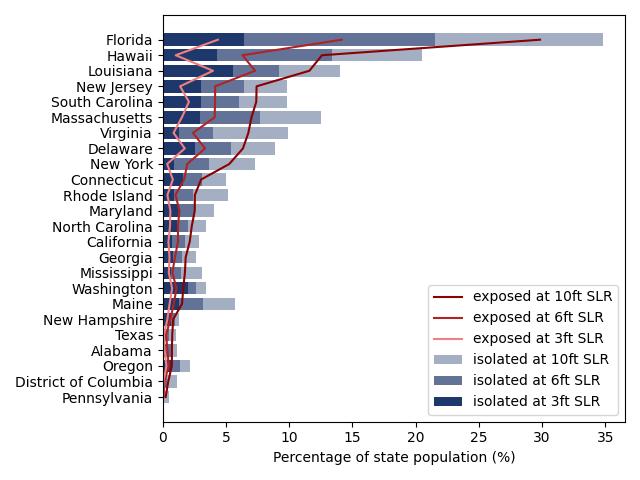 Florida
Hawaii
Louisiana
New Jersey
South Carolina
Massachusetts
Virginia
Delaware
New York
Connecticut
Rhode Island
Maryland
North Carolina
California
Georgia
Mississippi
Washington
Maine
New Hampshire
Texas
Alabama
Oregon
District of Columbia
Pennsylvania
exposed at 10ft SLR
exposed at 6ft SLR
exposed at 3ft SLR
isolated at 10ft SLR
isolated at 6ft SLR
isolated at 3ft SLR
0 5 10 15 20 25 30 35
Percentage of state population (%)